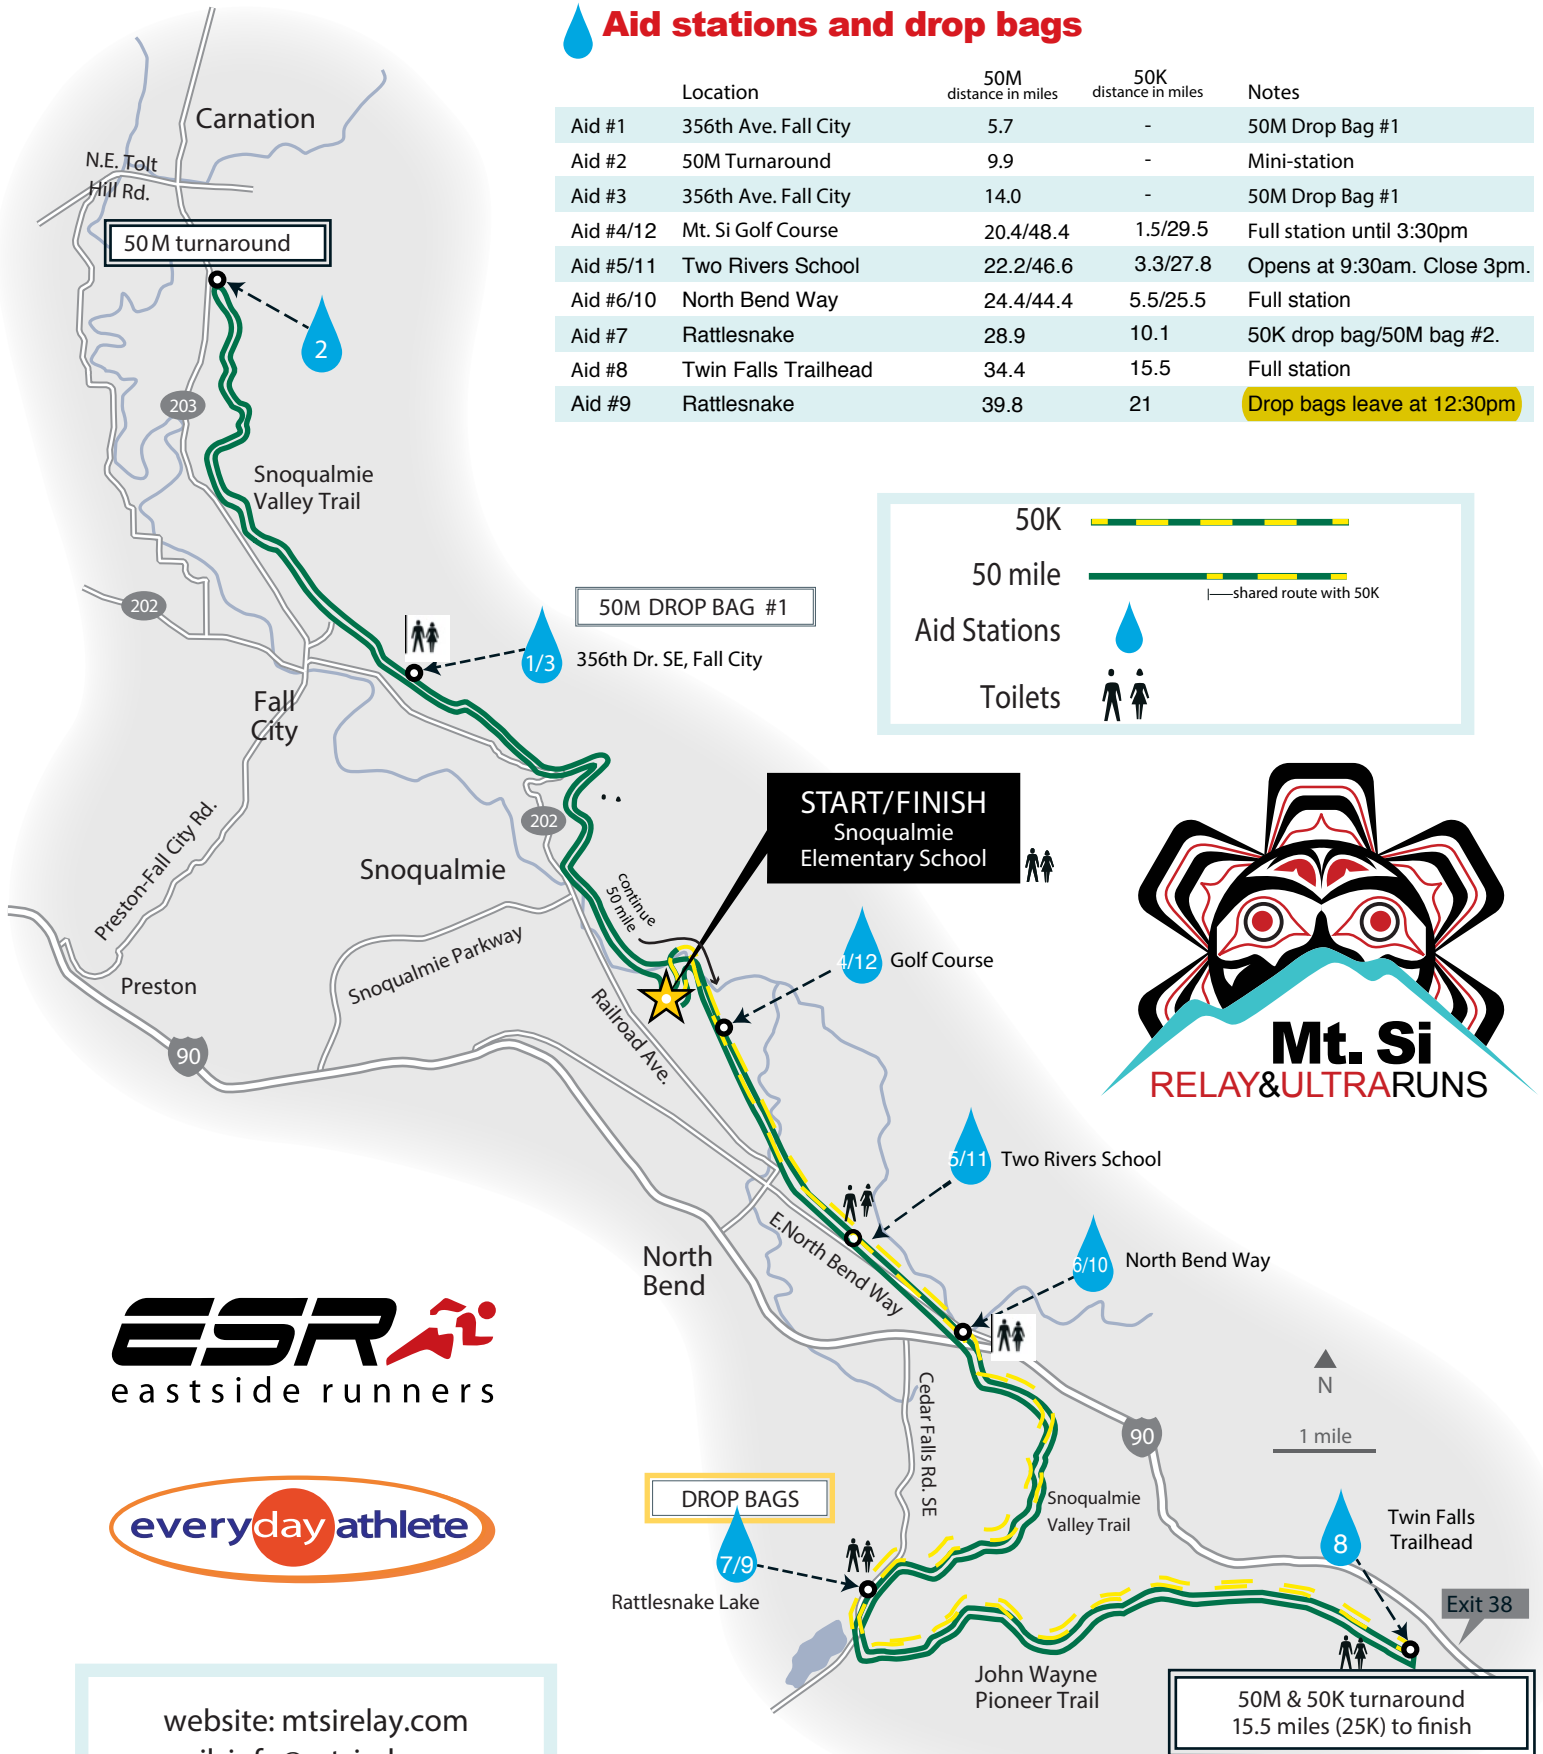 Aid stations and drop bags
Location 50M distance in miles 50K distance in miles Notes
Aid #1 356th Ave. Fall City 5.7 - 50M Drop Bag #1
Aid #2 50M Turnaround 9.9 - Mini-station
Aid #3 356th Ave. Fall City 14.0 - 50M Drop Bag #1
Aid #4/12 Mt. Si Golf Course 20.4/48.4 1.5/29.5 Full station until 3:30pm
Aid #5/11 Two Rivers School 22.2/46.6 3.3/27.8 Opens at 9:30am. Close 3pm.
Aid #6/10 North Bend Way 24.4/44.4 5.5/25.5 Full station
Aid #7 Rattlesnake 28.9 10.1 50K drop bag/50M bag #2.
Aid #8 Twin Falls Trailhead 34.4 15.5 Full station
Aid #9 Rattlesnake 39.8 21 Drop bags leave at 12:30pm
Carnation
N.E. Tolt
Hill Rd.
50 M turnaround
2
203
Snoqualmie
Valley Trail
50K
50 mile
shared route with 50K
Aid Stations
Toilets
202
50M DROP BAG #1
1/3
356th Dr. SE, Fall City
Fall
City
START/FINISH
Snoqualmie
Elementary School
202
Preston-Fall City Rd.
Snoqualmie
continue
50 mile
4/12
Golf Course
Snoqualmie Parkway
Preston
Railroad Ave.
90
Mt. Si
RELAY&ULTRARUNS
5/11
Two Rivers School
E.North Bend Way
North
Bend
6/10
North Bend Way
ESR
eastside runners
N
1 mile
Cedar Falls Rd. SE
90
DROP BAGS
Snoqualmie
Valley Trail
everyday athlete
7/9
Rattlesnake Lake
8
Twin Falls
Trailhead
Exit 38
John Wayne
Pioneer Trail
50M & 50K turnaround
15.5 miles (25K) to finish
website: mtsirelay.com